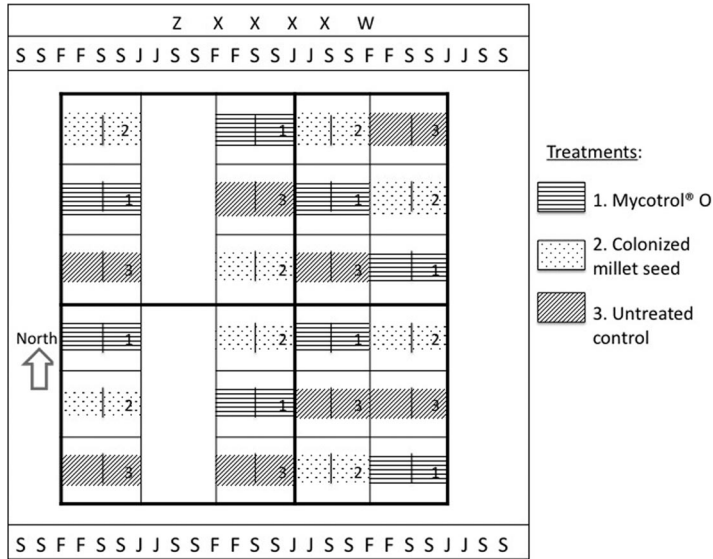 Z X X X X W
S S F F S S J J S S F F S S J J S S F F S S J J S S
2 1 2 3
1 3 1 2
3 2 3 1
1 2 1 2
North
2 1 3 3
3 3 2 1
S S F F S S J J S S F F S S J J S S F F S S J J S S
Treatments:
1. Mycotrol® O
2. Colonized
millet seed
3. Untreated
control